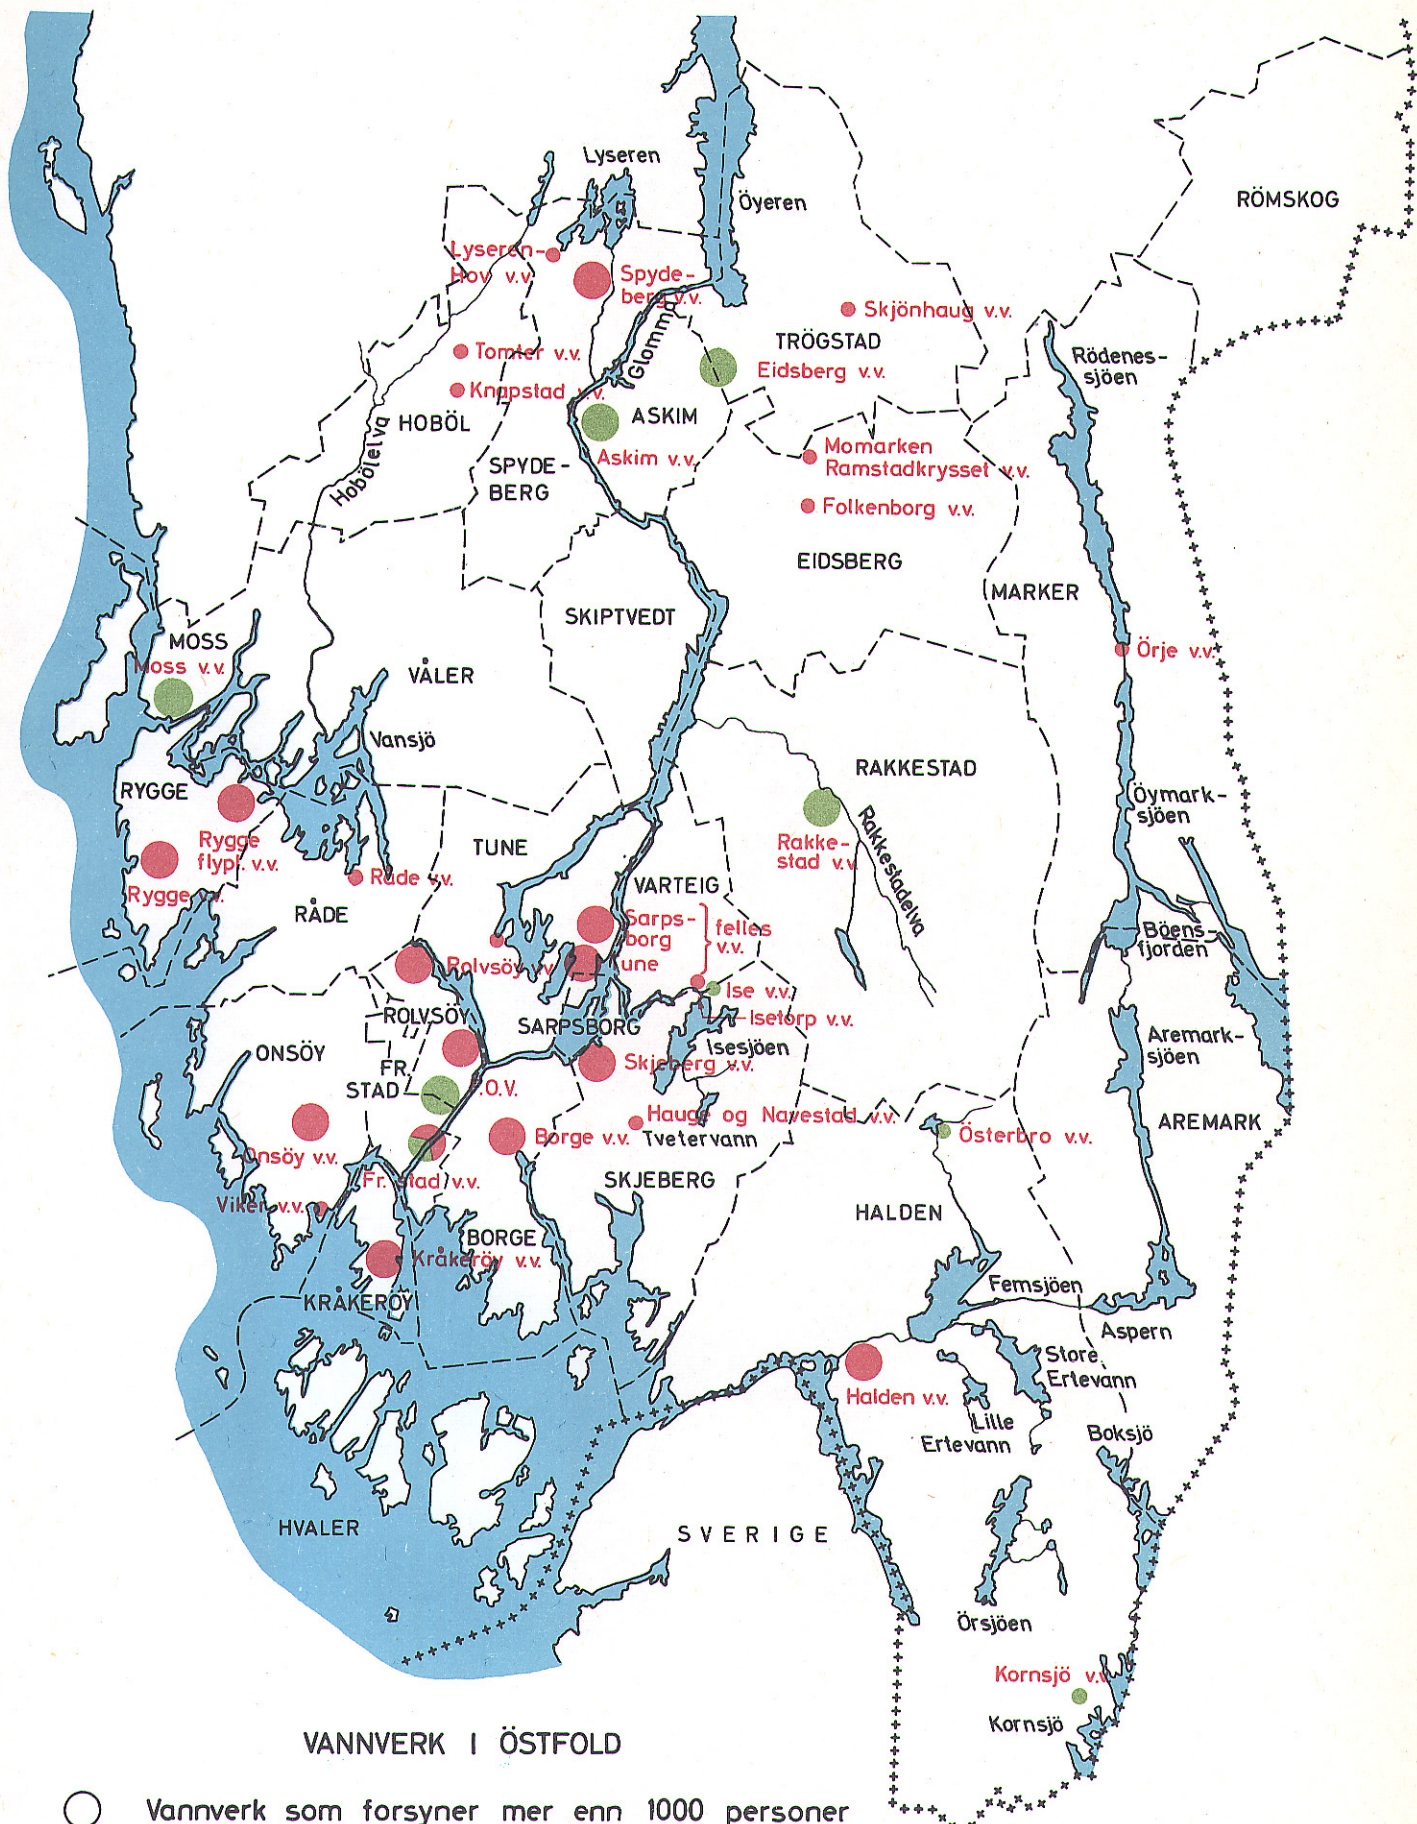 Lyseren
Öyeren
RÖMSKOG
Lyseren-
Hov v.v.
Spyde-
berg v.v.
Glomma
Skjönhaug v.v.
TRÖGSTAD
Eidsberg v.v.
Rödenes-
sjöen
Tomter v.v.
Knapstad v.v.
HOBÖL
Hobölelva
ASKIM
Askim v.v.
SPYDE-
BERG
Momarken
Ramstadkrysset v.v.
Folkenborg v.v.
EIDSBERG
MARKER
SKIPTVEDT
MOSS
Moss v.v.
VÅLER
Örje v.v.
Vansjö
RYGGE
Rygge
flypl. v.v.
Rygge v.v.
Råde v.v.
RÅDE
TUNE
RAKKESTAD
Rakke-
stad v.v.
Rakkestadelva
Öymark-
sjöen
VARTEIG
Sarps-
borg
Tune
felles
v.v.
Rolvsöy v.v.
Böens-
fjorden
Ise v.v.
Isetorp v.v.
Isesjöen
ROLVSÖY
SARPSBORG
Skjeberg v.v.
Aremark-
sjöen
ONSÖY
FR.
STAD
F.O.V.
AREMARK
Hauge og Navestad v.v.
Tvetervann
Borge v.v.
Österbro v.v.
Onsöy v.v.
Fr. stad v.v.
SKJEBERG
Viker v.v.
HALDEN
BORGE
Kråkeröy v.v.
KRÅKERÖY
Femsjöen
Aspern
Store
Ertevann
Halden v.v.
Lille
Ertevann
Boksjö
HVALER
SVERIGE
Örsjöen
Kornsjö v.v.
Kornsjö
VANNVERK I ÖSTFOLD
Vannverk som forsyner mer enn 1000 personer